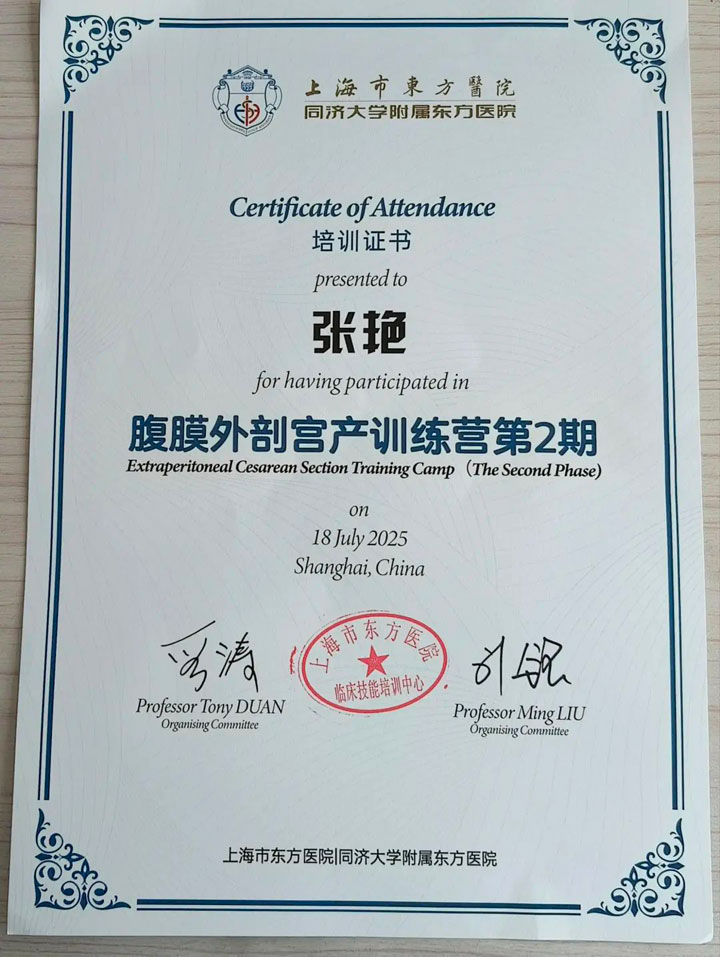 上海市東方醫院
同济大学附属东方医院
Certificate of Attendance
培训证书
presented to
张艳
for having participated in
腹膜外剖宫产训练营第2期
Extraperitoneal Cesarean Section Training Camp（The Second Phase)
on
18 July 2025
Shanghai, China
上海市东方医院
临床技能培训中心
Professor Tony DUAN
Organising Committee
Professor Ming LIU
Organising Committee
上海市东方医院|同济大学附属东方医院